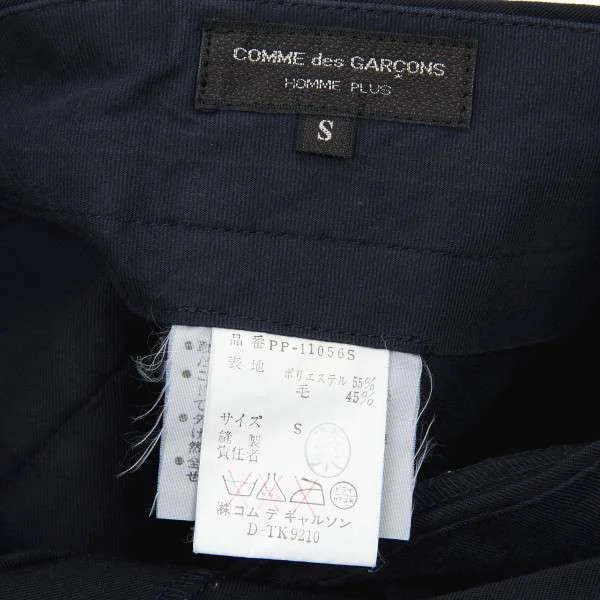 COMME des GARÇONS
HOMME PLUS
S
品番 PP-11056S
表地 ポリエステル 55%
毛 45%
サイズ S
縫製
責任者
㈱コム デ ギャルソン
D-TK9210